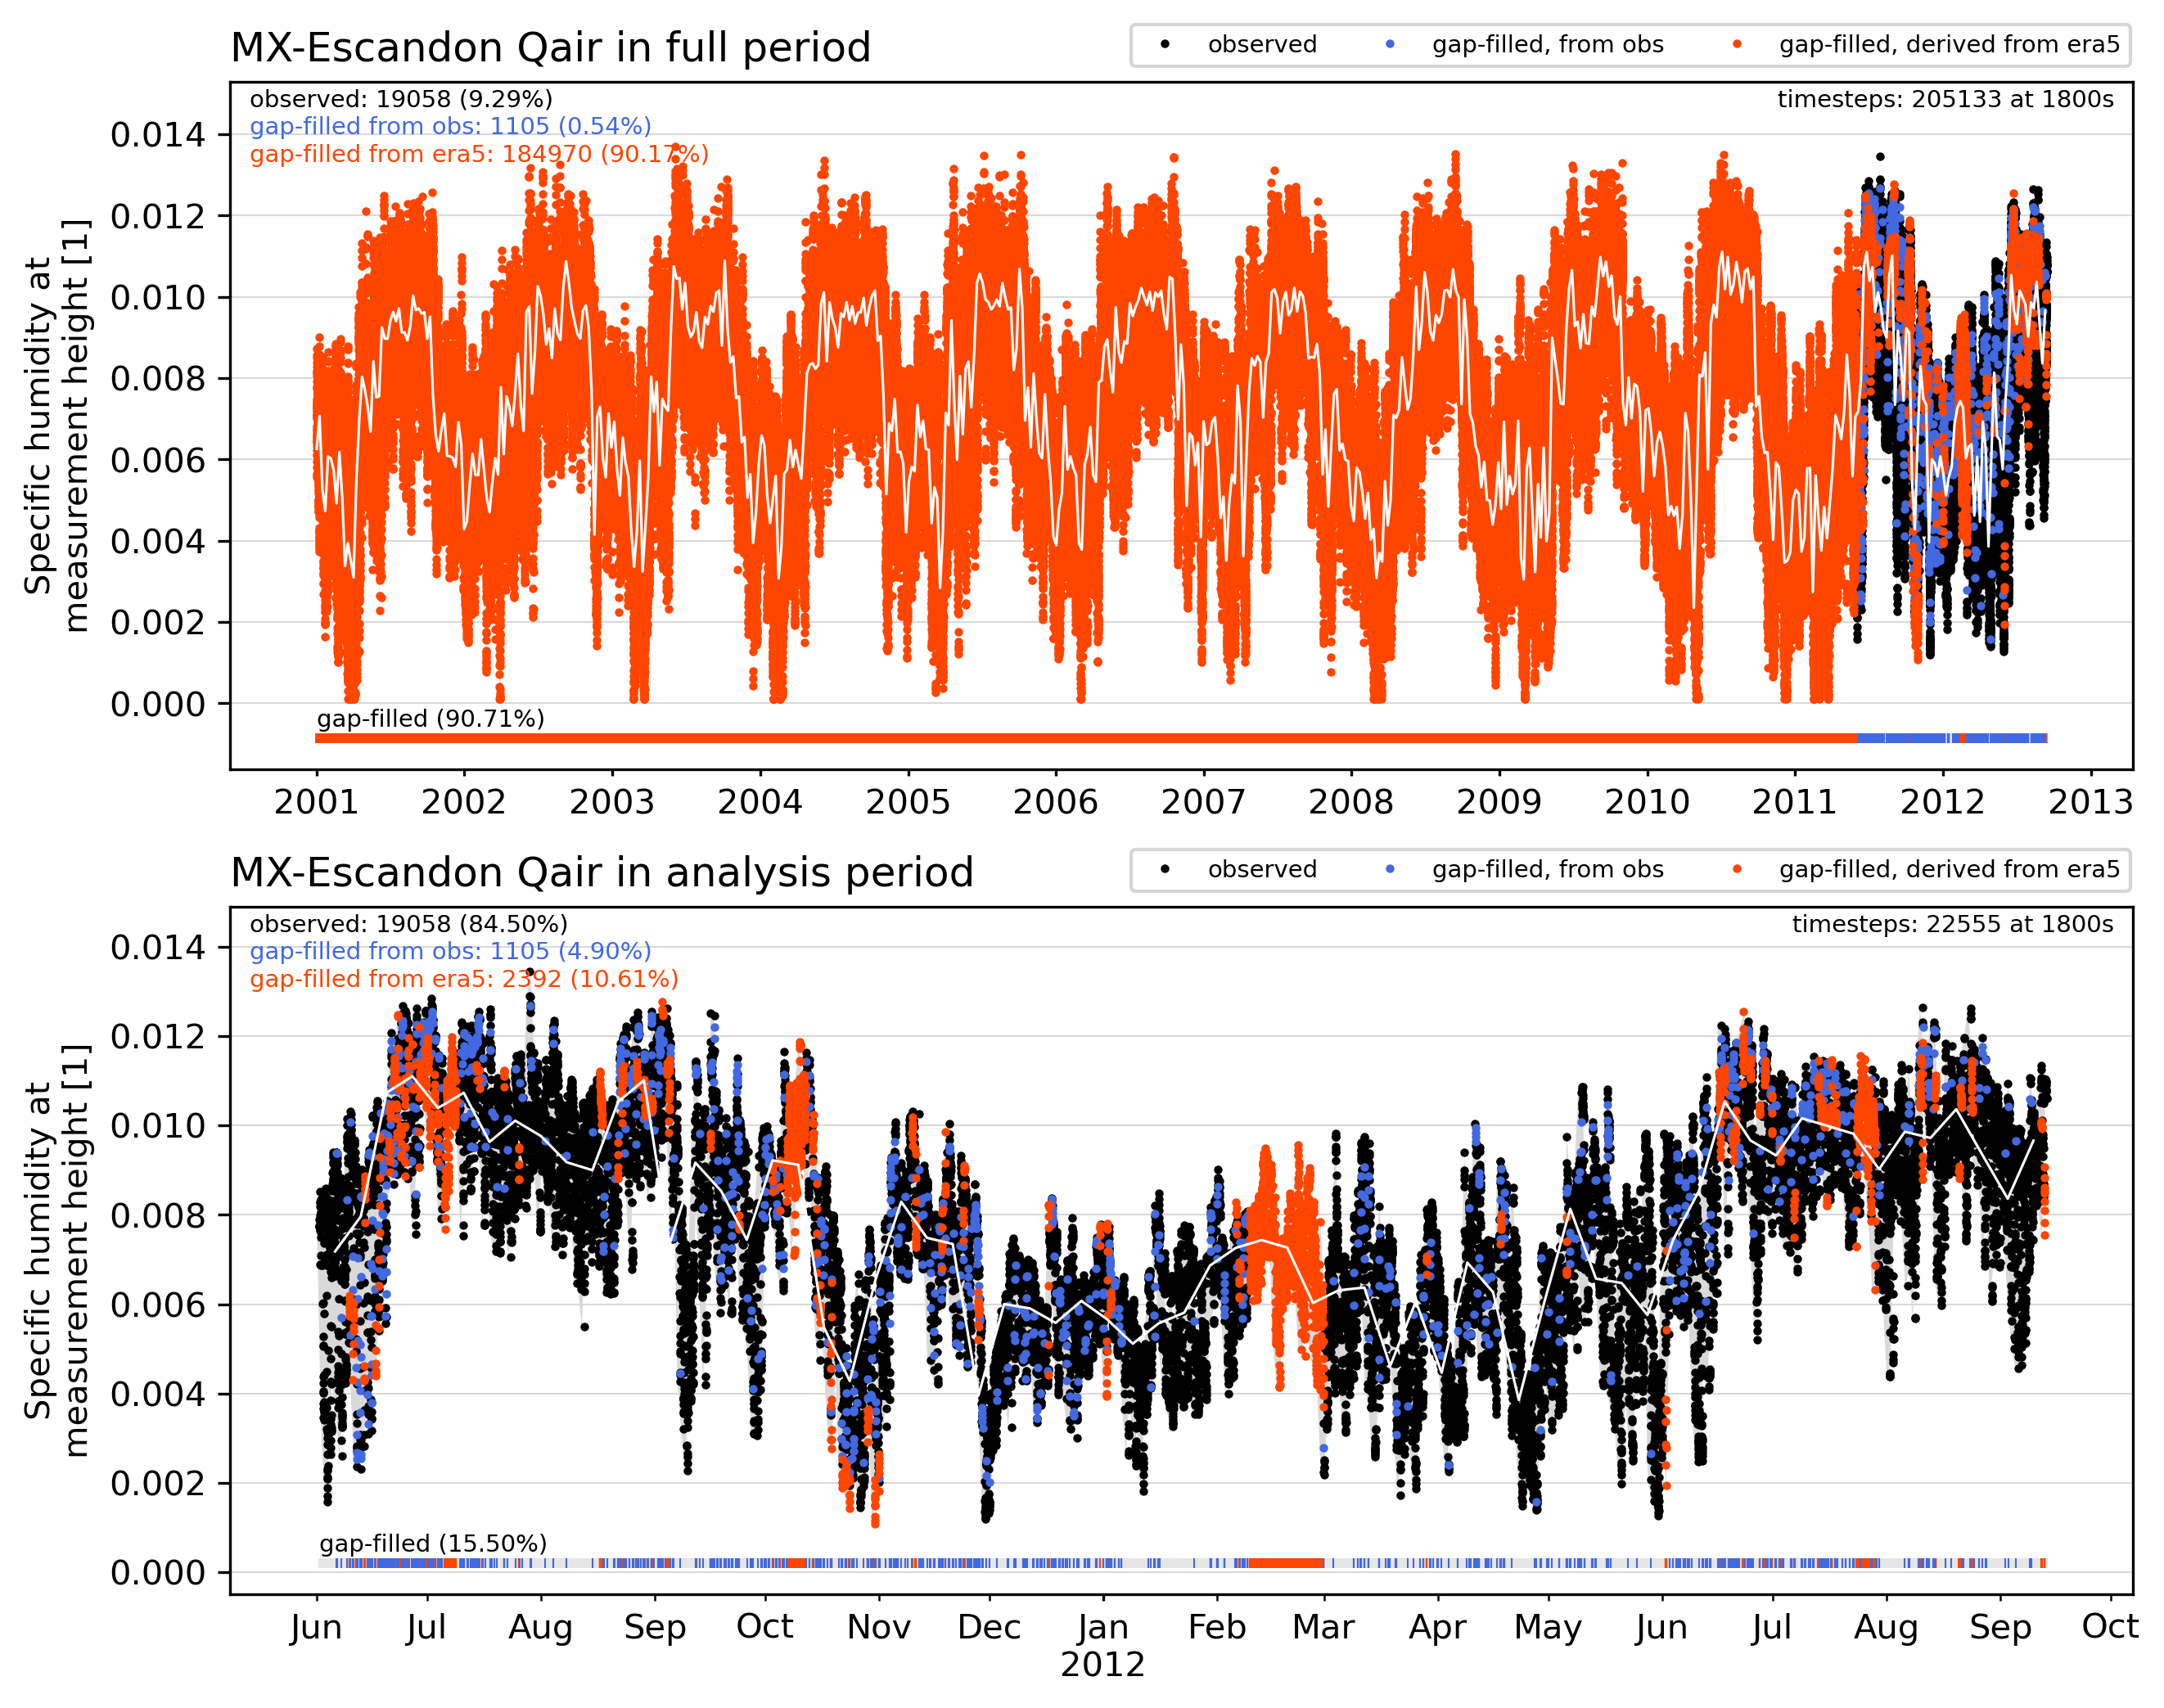 MX-Escandon Qair in full period
observed gap-filled, from obs gap-filled, derived from era5
observed: 19058 (9.29%)
timesteps: 205133 at 1800s
gap-filled from obs: 1105 (0.54%)
gap-filled from era5: 184970 (90.17%)
0.014
0.012
0.010
0.008
0.006
0.004
0.002
0.000
Specific humidity at
measurement height [1]
gap-filled (90.71%)
2001 2002 2003 2004 2005 2006 2007 2008 2009 2010 2011 2012 2013
MX-Escandon Qair in analysis period
observed gap-filled, from obs gap-filled, derived from era5
observed: 19058 (84.50%)
timesteps: 22555 at 1800s
gap-filled from obs: 1105 (4.90%)
gap-filled from era5: 2392 (10.61%)
0.014
0.012
0.010
0.008
0.006
0.004
0.002
0.000
Specific humidity at
measurement height [1]
gap-filled (15.50%)
Jun Jul Aug Sep Oct Nov Dec Jan Feb Mar Apr May Jun Jul Aug Sep Oct
2012